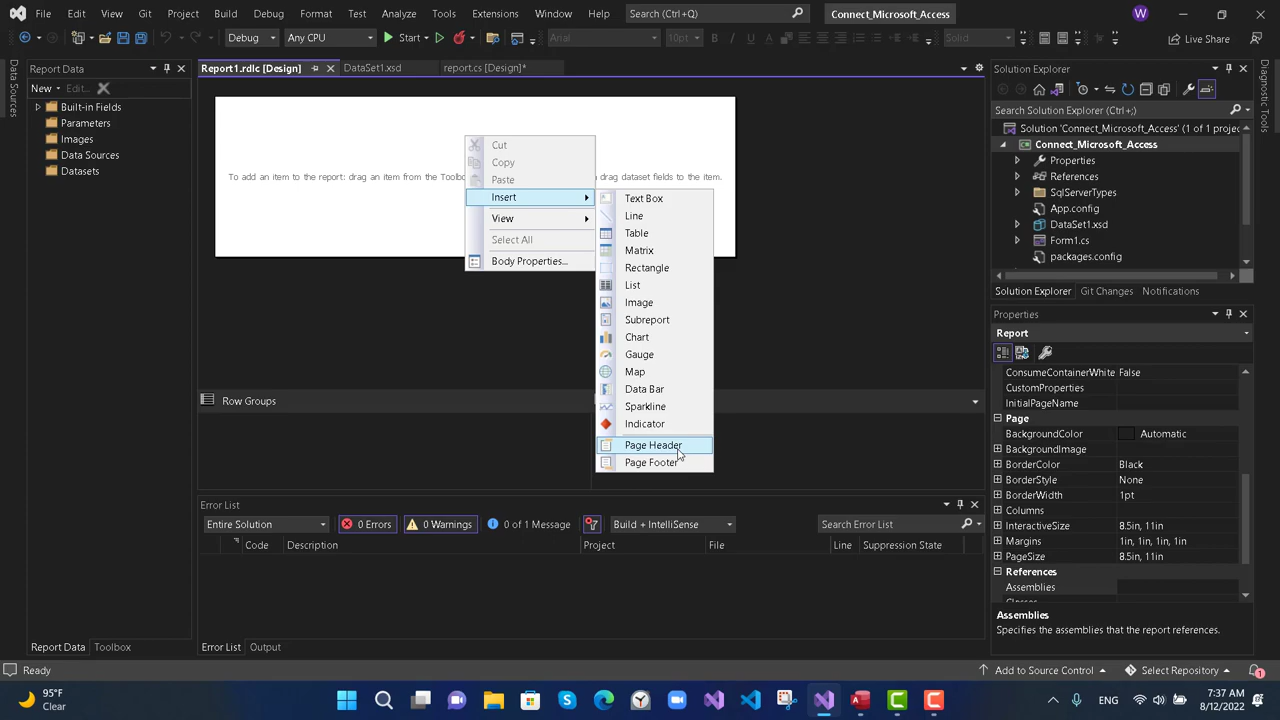 File Edit View Git Project Build Debug Format Test Analyze Tools Extensions Window Help Search (Ctrl+Q) Connect_Microsoft_Access W
Debug Any CPU Start Arial 10pt Solid Live Share
Data Sources
Report Data
New Edit...
Built-in Fields
Parameters
Images
Data Sources
Datasets
Report Data Toolbox
Report1.rdlc [Design] DataSet1.xsd report.cs [Design]*
To add an item to the report: drag an item from the Toolbo drag dataset fields to the item.
Cut
Copy
Paste
Insert
View
Select All
Body Properties...
Text Box
Line
Table
Matrix
Rectangle
List
Image
Subreport
Chart
Gauge
Map
Data Bar
Sparkline
Indicator
Page Header
Page Footer
Row Groups
Error List
Entire Solution 0 Errors 0 Warnings 0 of 1 Message Build + IntelliSense Search Error List
Code Description Project File Line Suppression State
Error List Output
Solution Explorer
Search Solution Explorer (Ctrl+;)
Solution 'Connect_Microsoft_Access' (1 of 1 projec
Connect_Microsoft_Access
Properties
References
SqlServerTypes
App.config
DataSet1.xsd
Form1.cs
packages.config
Solution Explorer Git Changes Notifications
Properties
Report
ConsumeContainerWhite False
CustomProperties
InitialPageName
Page
BackgroundColor Automatic
BackgroundImage
BorderColor Black
BorderStyle None
BorderWidth 1pt
Columns
InteractiveSize 8.5in, 11in
Margins 1in, 1in, 1in, 1in
PageSize 8.5in, 11in
References
Assemblies
Assemblies
Specifies the assemblies that the report references.
Diagnostic Tools
Ready Add to Source Control Select Repository 1
95°F
Clear
ENG 7:37 AM
8/12/2022